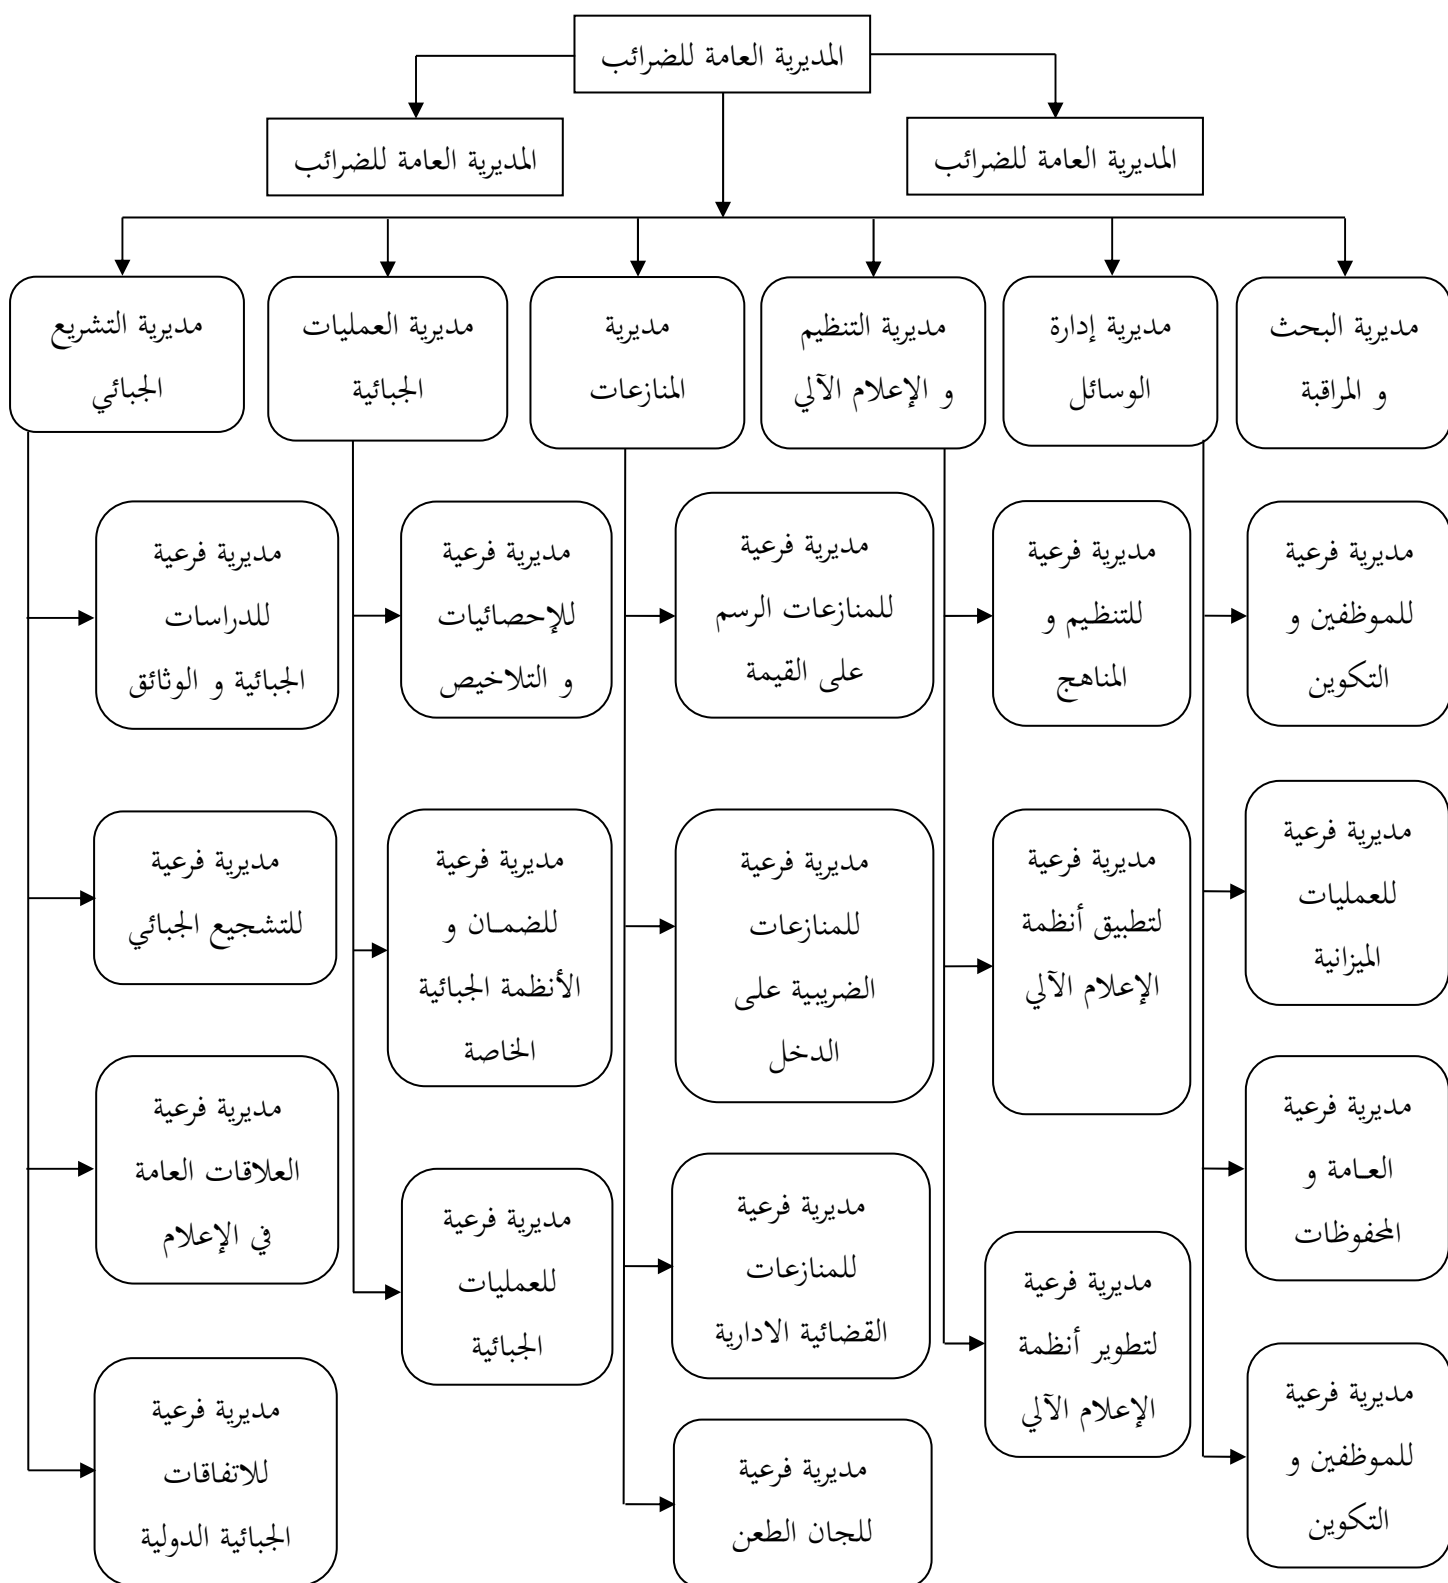 المديرية العامة للضرائب
المديرية العامة للضرائب
المديرية العامة للضرائب
مديرية البحث
و المراقبة
مديرية إدارة
الوسائل
مديرية التنظيم
و الإعلام الآلي
مديرية
المنازعات
مديرية العمليات
الجبائية
مديرية التشريع
الجبائي
مديرية فرعية
للموظفين و
التكوين
مديرية فرعية
للعمليات
الميزانية
مديرية فرعية
العامة و
المحفوظات
مديرية فرعية
للموظفين و
التكوين
مديرية فرعية
للتنظيم و
المناهج
مديرية فرعية
لتطبيق أنظمة
الإعلام الآلي
مديرية فرعية
لتطوير أنظمة
الإعلام الآلي
مديرية فرعية
للمنازعات الرسم
على القيمة
مديرية فرعية
للمنازعات
الضريبية على
الدخل
مديرية فرعية
للمنازعات
القضائية الادارية
مديرية فرعية
للجان الطعن
مديرية فرعية
للإحصائيات
و التلاخيص
مديرية فرعية
للضمان و
الأنظمة الجبائية
الخاصة
مديرية فرعية
للعمليات
الجبائية
مديرية فرعية
للدراسات
الجبائية و الوثائق
مديرية فرعية
للتشجيع الجبائي
مديرية فرعية
العلاقات العامة
في الإعلام
مديرية فرعية
للاتفاقات
الجبائية الدولية